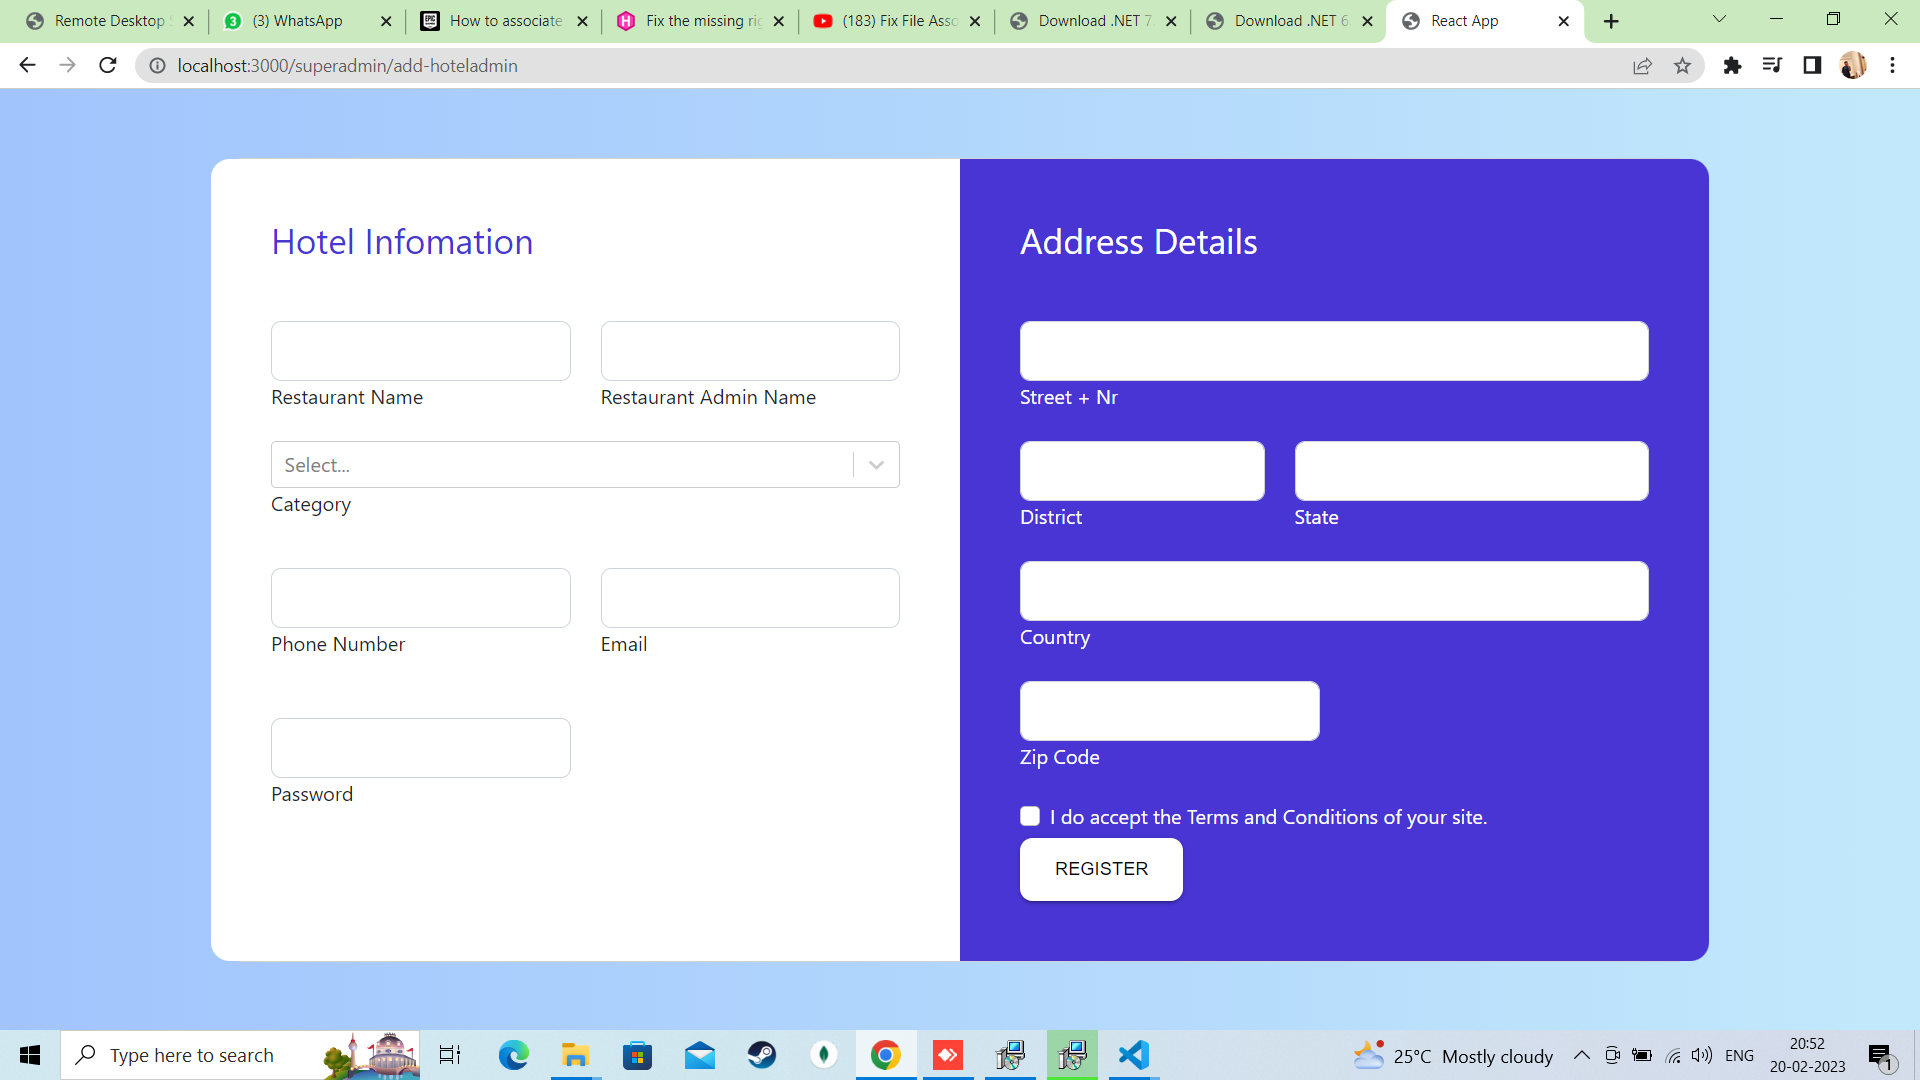 Remote Desktop S
3 (3) WhatsApp
EPIC How to associate
H Fix the missing rig
(183) Fix File Asso
Download .NET 7.
Download .NET 6.
React App
localhost:3000/superadmin/add-hoteladmin
Hotel Infomation
Restaurant Name
Restaurant Admin Name
Select...
Category
Phone Number
Email
Password
Address Details
Street + Nr
District
State
Country
Zip Code
I do accept the Terms and Conditions of your site.
REGISTER
Type here to search
25°C Mostly cloudy
ENG
20:52
20-02-2023
1